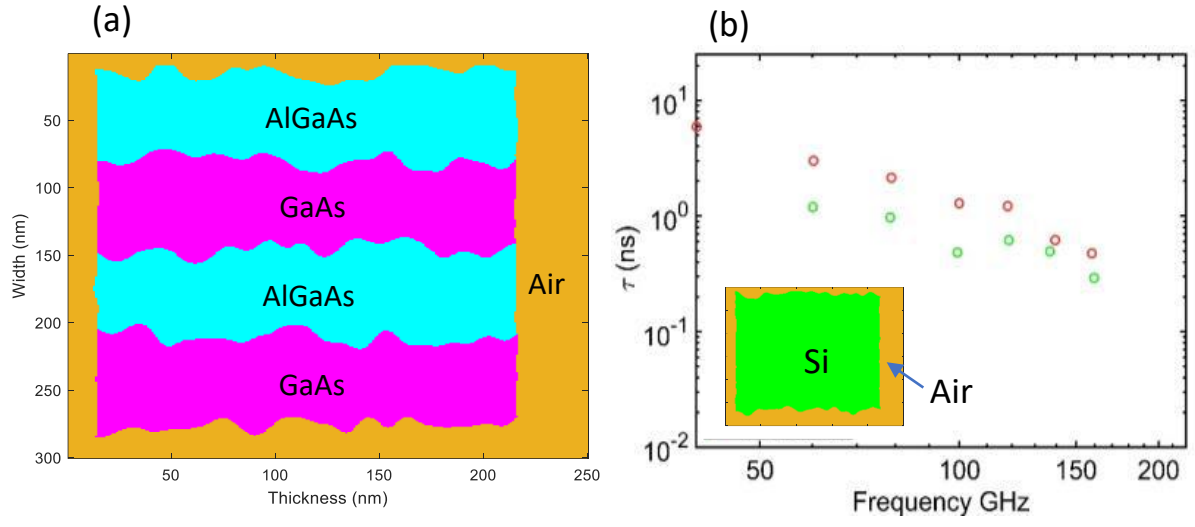 (a)
AlGaAs
GaAs
AlGaAs
GaAs
Air
50
100
150
200
250
300
Width (nm)
50
100
150
200
250
Thickness (nm)
(b)
10^1
10^0
10^-1
10^-2
τ (ns)
Si
Air
50
100
150
200
Frequency GHz